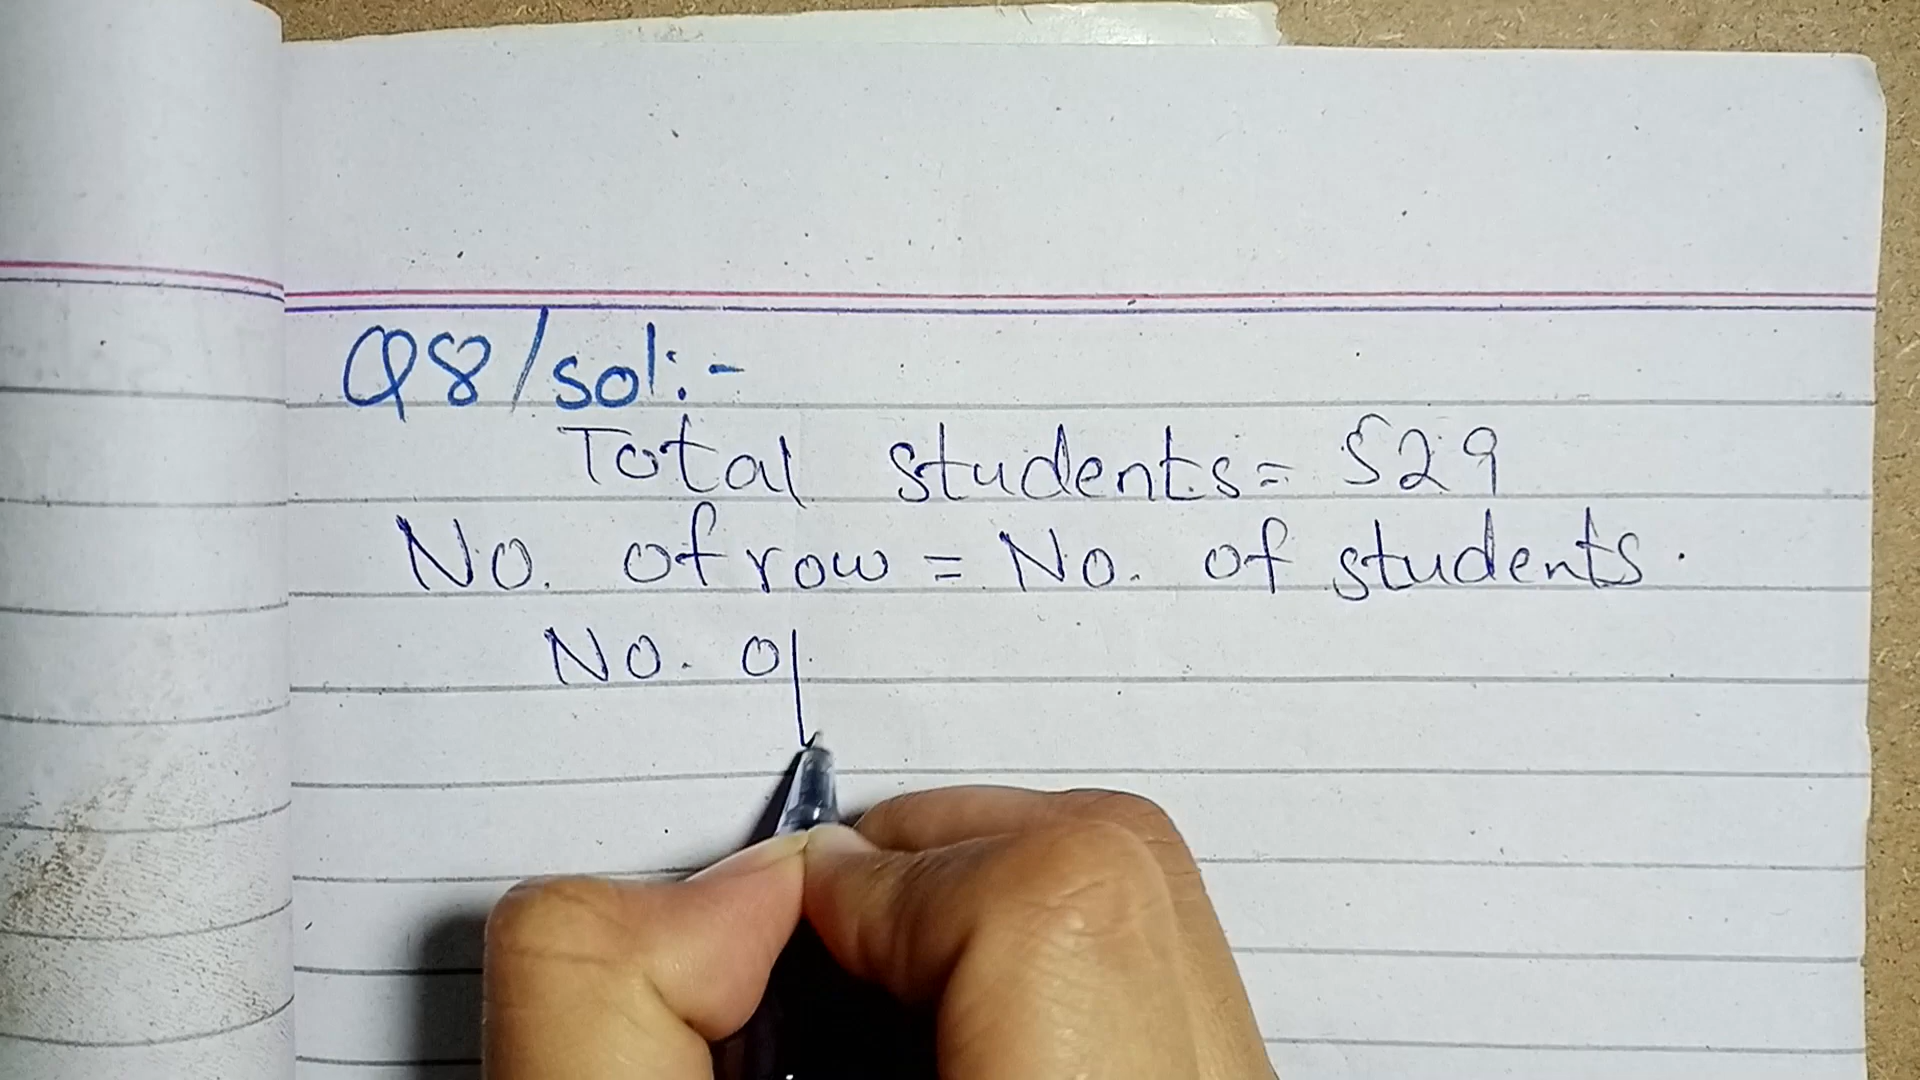 Q8/sol:-
Total students = 529
No. of row = No. of students.
No. of